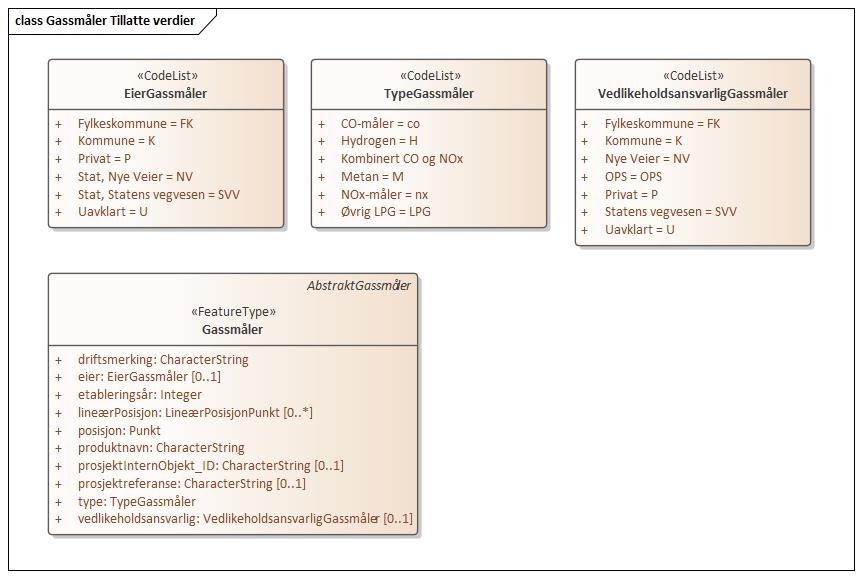 class Gassmåler Tillatte verdier
«CodeList»
EierGassmåler
+ Fylkeskommune = FK
+ Kommune = K
+ Privat = P
+ Stat, Nye Veier = NV
+ Stat, Statens vegvesen = SVV
+ Uavklart = U
«CodeList»
TypeGassmåler
+ CO-måler = co
+ Hydrogen = H
+ Kombinert CO og NOx
+ Metan = M
+ NOx-måler = nx
+ Øvrig LPG = LPG
«CodeList»
VedlikeholdsansvarligGassmåler
+ Fylkeskommune = FK
+ Kommune = K
+ Nye Veier = NV
+ OPS = OPS
+ Privat = P
+ Statens vegvesen = SVV
+ Uavklart = U
AbstraktGassmåler
«FeatureType»
Gassmåler
+ driftsmerking: CharacterString
+ eier: EierGassmåler [0..1]
+ etableringsår: Integer
+ lineærPosisjon: LineærPosisjonPunkt [0..*]
+ posisjon: Punkt
+ produktnavn: CharacterString
+ prosjektInternObjekt_ID: CharacterString [0..1]
+ prosjektreferanse: CharacterString [0..1]
+ type: TypeGassmåler
+ vedlikeholdsansvarlig: VedlikeholdsansvarligGassmåler [0..1]